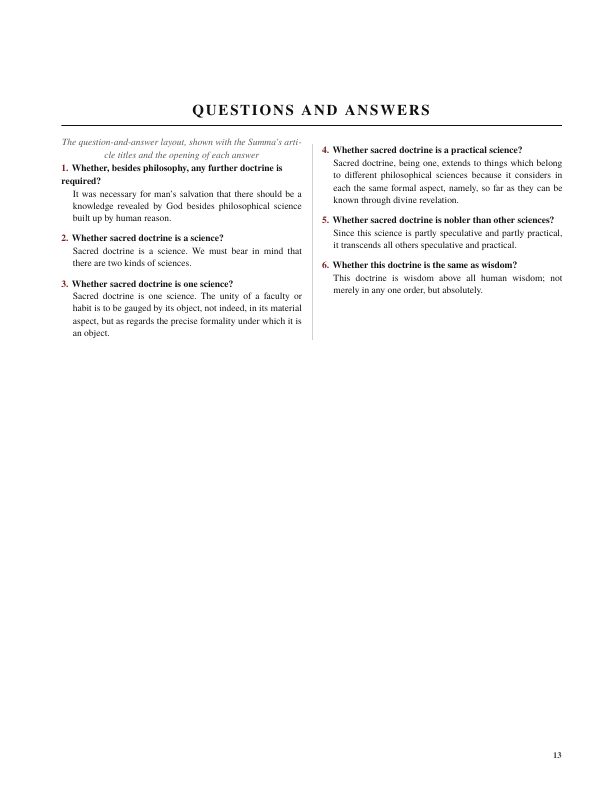 QUESTIONS AND ANSWERS
The question-and-answer layout, shown with the Summa's arti-
cle titles and the opening of each answer
1. Whether, besides philosophy, any further doctrine is
required?
It was necessary for man's salvation that there should be a
knowledge revealed by God besides philosophical science
built up by human reason.
2. Whether sacred doctrine is a science?
Sacred doctrine is a science. We must bear in mind that
there are two kinds of sciences.
3. Whether sacred doctrine is one science?
Sacred doctrine is one science. The unity of a faculty or
habit is to be gauged by its object, not indeed, in its material
aspect, but as regards the precise formality under which it is
an object.
4. Whether sacred doctrine is a practical science?
Sacred doctrine, being one, extends to things which belong
to different philosophical sciences because it considers in
each the same formal aspect, namely, so far as they can be
known through divine revelation.
5. Whether sacred doctrine is nobler than other sciences?
Since this science is partly speculative and partly practical,
it transcends all others speculative and practical.
6. Whether this doctrine is the same as wisdom?
This doctrine is wisdom above all human wisdom; not
merely in any one order, but absolutely.
13